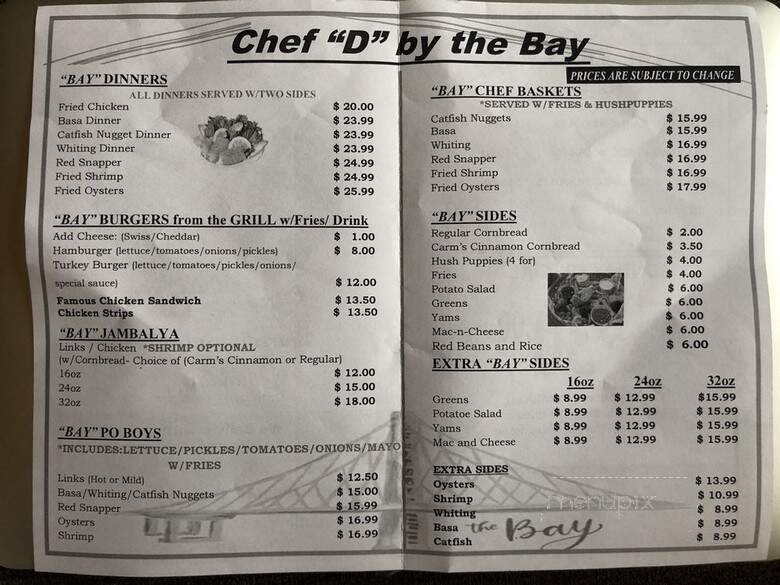 Chef "D" by the Bay
PRICES ARE SUBJECT TO CHANGE
"BAY" DINNERS
ALL DINNERS SERVED W/TWO SIDES
Fried Chicken $ 20.00
Basa Dinner $ 23.99
Catfish Nugget Dinner $ 23.99
Whiting Dinner $ 23.99
Red Snapper $ 24.99
Fried Shrimp $ 24.99
Fried Oysters $ 25.99
"BAY" BURGERS from the GRILL w/Fries/ Drink
Add Cheese: (Swiss/Cheddar) $ 1.00
Hamburger (lettuce/tomatoes/onions/pickles) $ 8.00
Turkey Burger (lettuce/tomatoes/pickles/onions/
special sauce) $ 12.00
Famous Chicken Sandwich $ 13.50
Chicken Strips $ 13.50
"BAY" JAMBALYA
Links / Chicken *SHRIMP OPTIONAL
(w/Cornbread- Choice of (Carm's Cinnamon or Regular)
16oz $ 12.00
24oz $ 15.00
32oz $ 18.00
"BAY" PO BOYS
*INCLUDES:LETTUCE/PICKLES/TOMATOES/ONIONS/MAYO
W/FRIES
Links (Hot or Mild) $ 12.50
Basa/Whiting/Catfish Nuggets $ 15.00
Red Snapper $ 15.99
Oysters $ 16.99
Shrimp $ 16.99
"BAY" CHEF BASKETS
*SERVED W/FRIES & HUSHPUPPIES
Catfish Nuggets $ 15.99
Basa $ 15.99
Whiting $ 16.99
Red Snapper $ 16.99
Fried Shrimp $ 16.99
Fried Oysters $ 17.99
"BAY" SIDES
Regular Cornbread $ 2.00
Carm's Cinnamon Cornbread $ 3.50
Hush Puppies (4 for) $ 4.00
Fries $ 4.00
Potato Salad $ 6.00
Greens $ 6.00
Yams $ 6.00
Mac-n-Cheese $ 6.00
Red Beans and Rice $ 6.00
EXTRA "BAY" SIDES
16oz 24oz 32oz
Greens $ 8.99 $ 12.99 $15.99
Potatoe Salad $ 8.99 $ 12.99 $ 15.99
Yams $ 8.99 $ 12.99 $ 15.99
Mac and Cheese $ 8.99 $ 12.99 $ 15.99
EXTRA SIDES
Oysters $ 13.99
Shrimp $ 10.99
Whiting $ 8.99
Basa $ 8.99
Catfish $ 8.99
the Bay
menupix